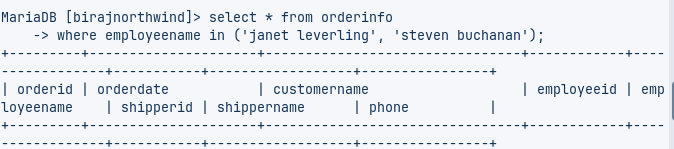 MariaDB [birajnorthwind]> select * from orderinfo
    -> where employeename in ('janet leverling', 'steven buchanan');
+---------+---------------------+--------------------------------+------------+----
-------------+-----------+------------------+----------------+
| orderid | orderdate           | customername                   | employeeid | emp
loyeename    | shipperid | shippername      | phone          |
+---------+---------------------+--------------------------------+------------+----
-------------+-----------+------------------+----------------+